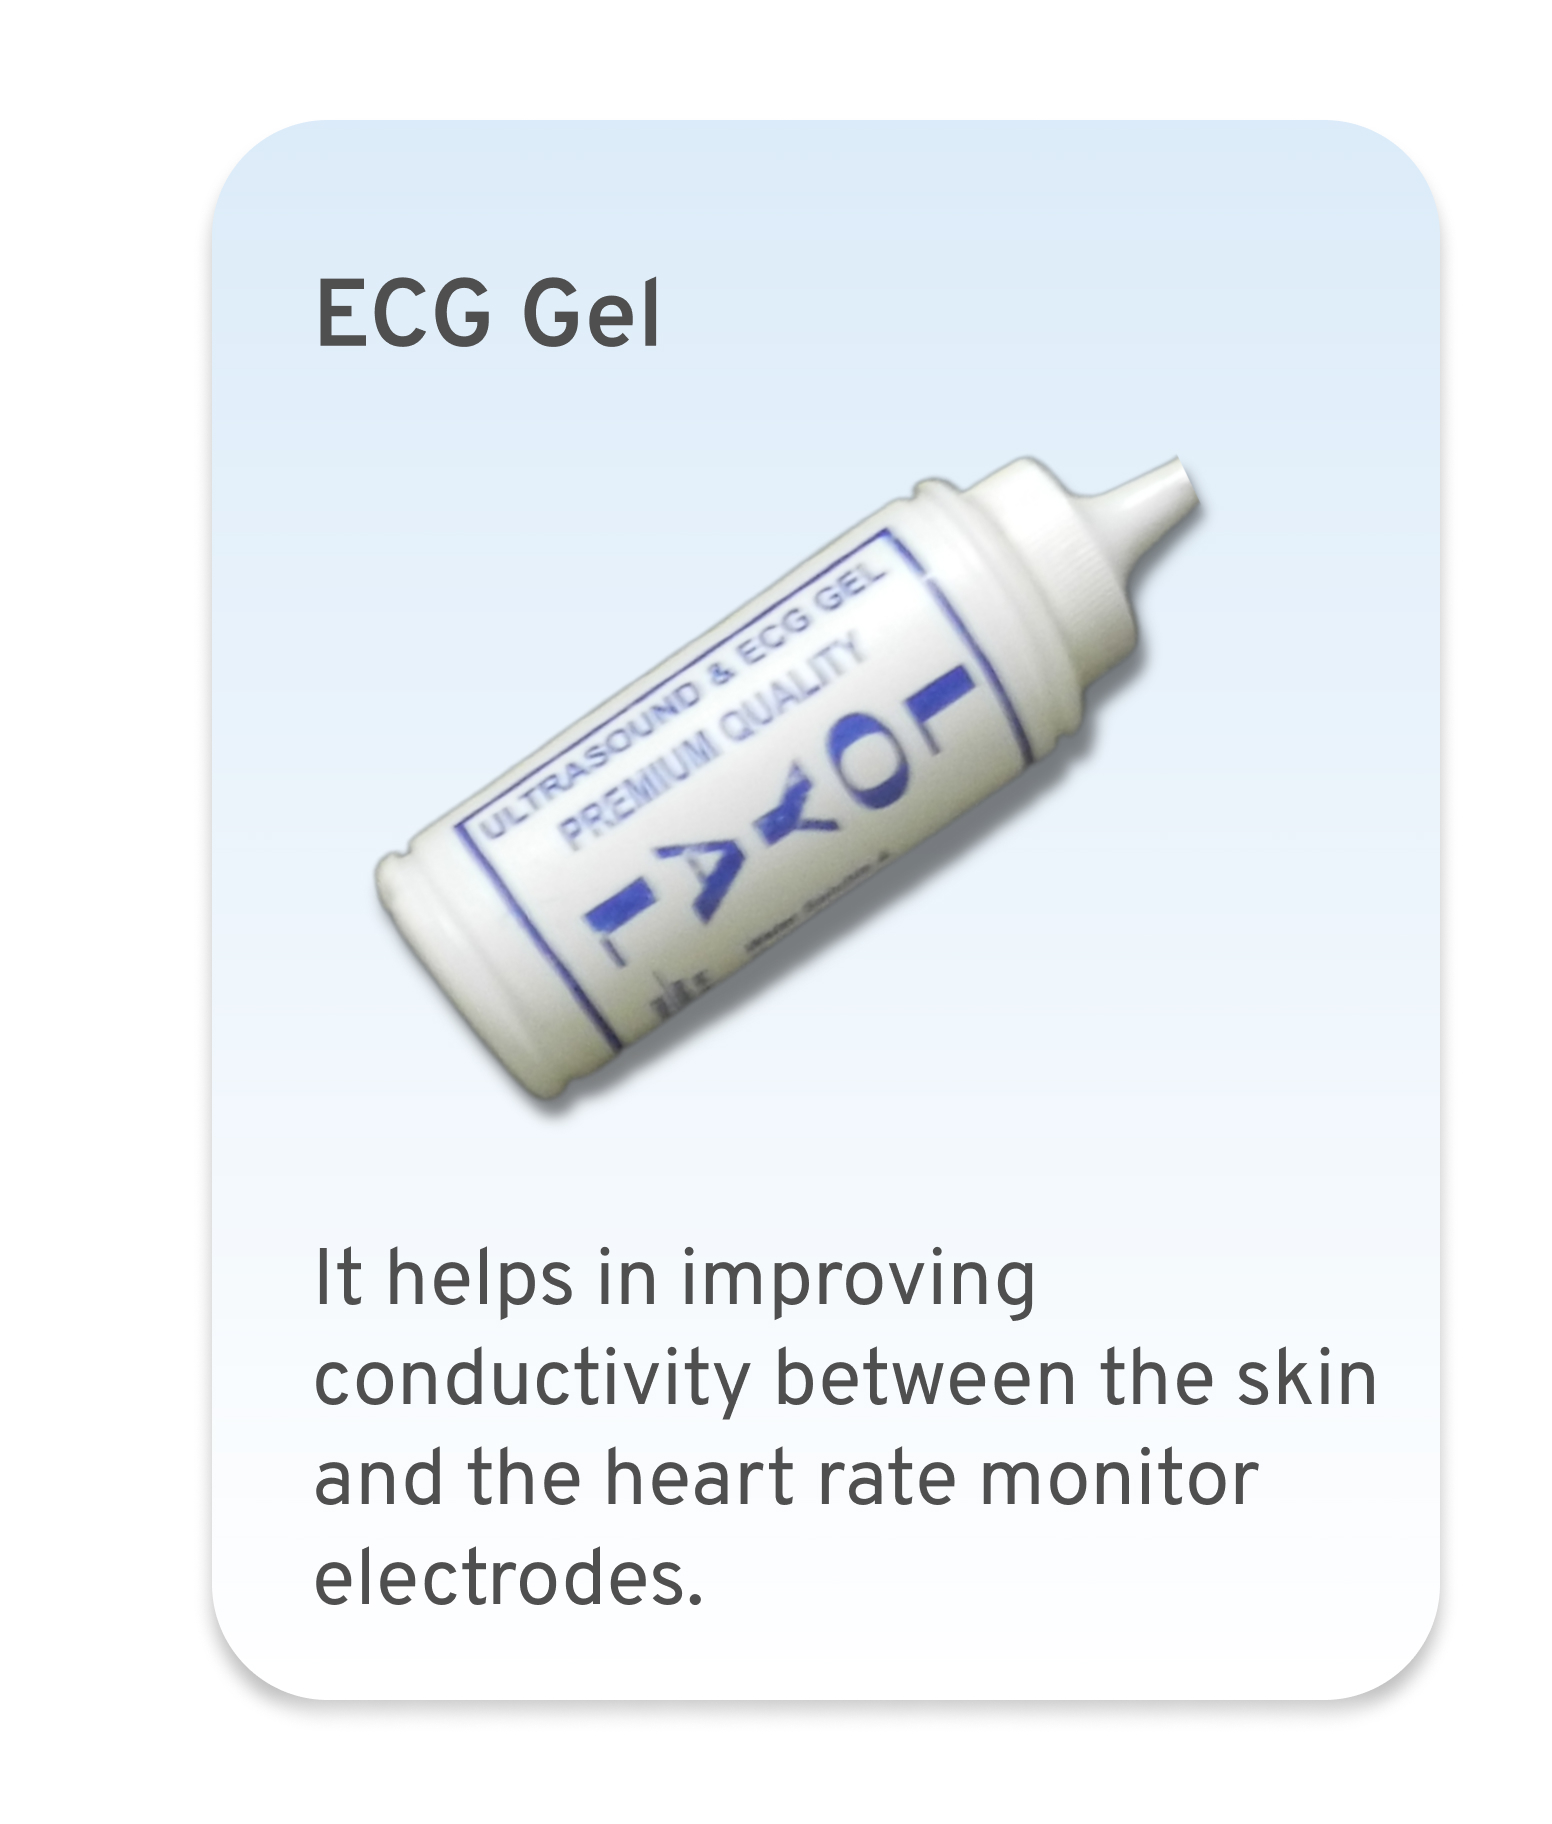 ECG Gel
ULTRASOUND & ECG GEL
PREMIUM QUALITY
LOYAL
It helps in improving
conductivity between the skin
and the heart rate monitor
electrodes.